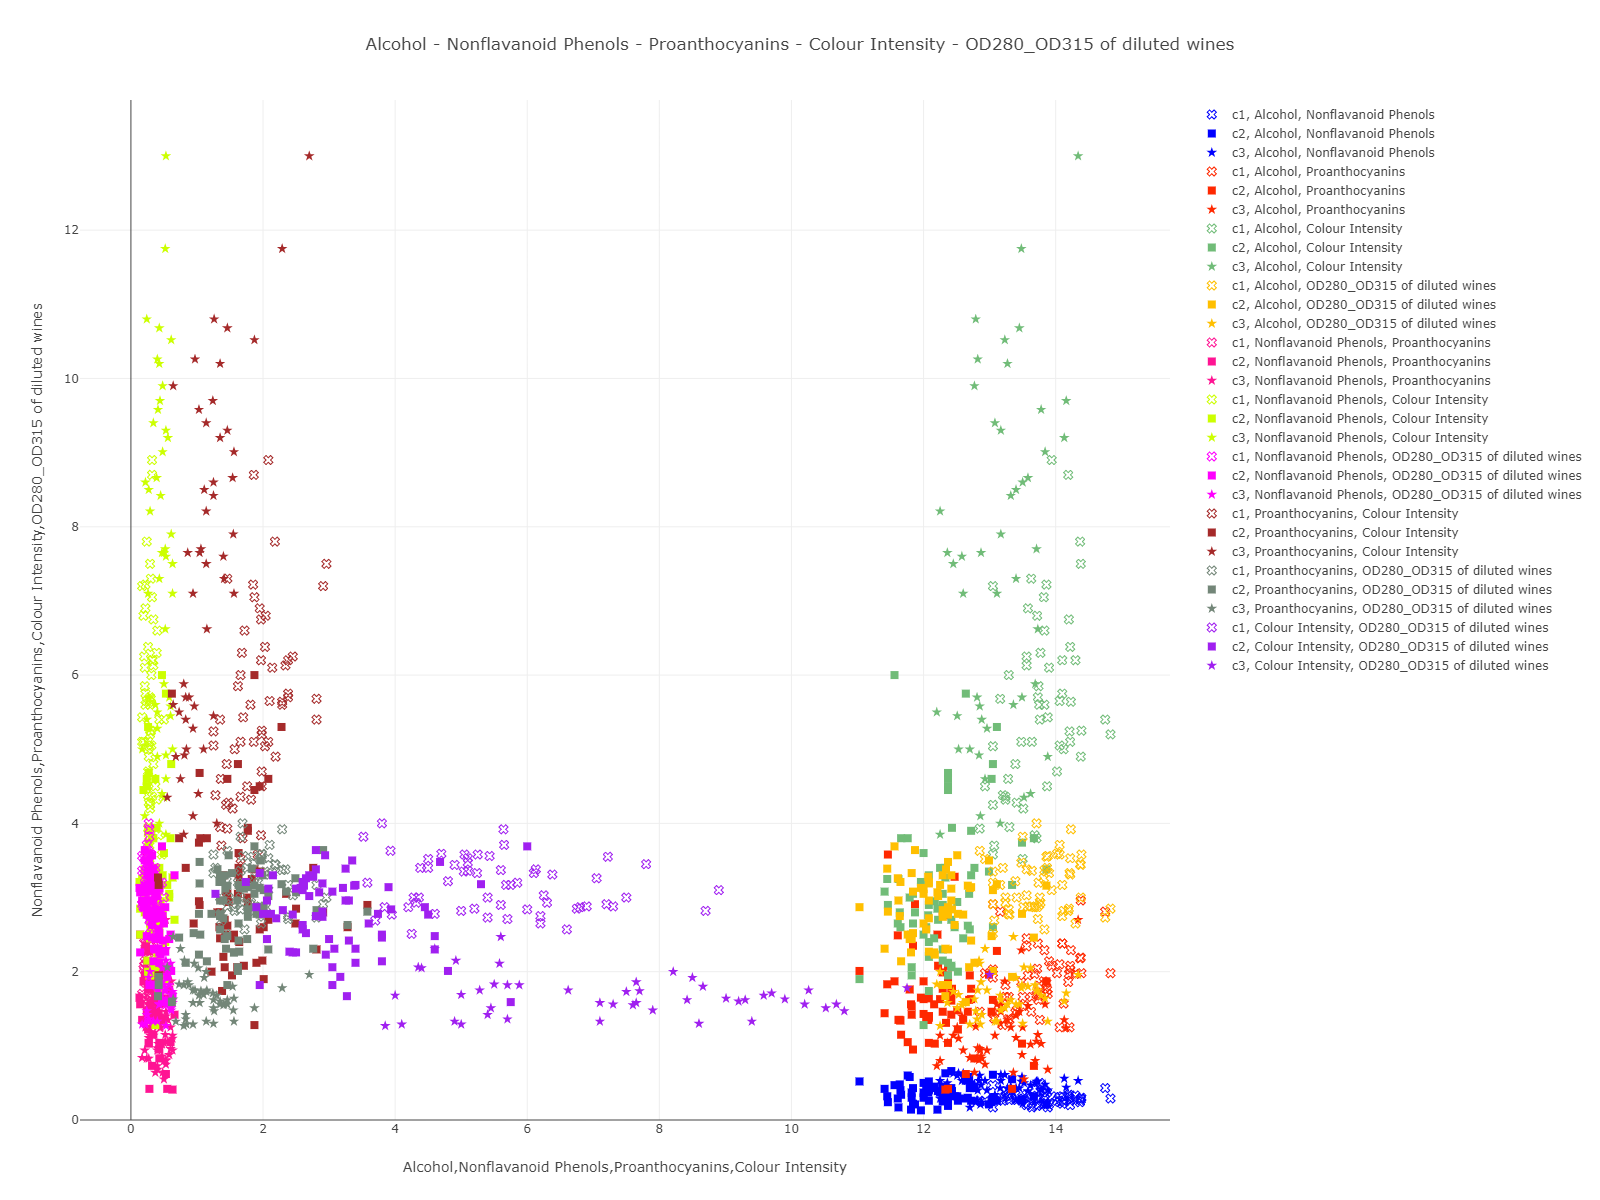 Alcohol - Nonflavanoid Phenols - Proanthocyanins - Colour Intensity - OD280_OD315 of diluted wines
Nonflavanoid Phenols,Proanthocyanins,Colour Intensity,OD280_OD315 of diluted wines
12
10
8
6
4
2
0
0 2 4 6 8 10 12 14
Alcohol,Nonflavanoid Phenols,Proanthocyanins,Colour Intensity
c1, Alcohol, Nonflavanoid Phenols
c2, Alcohol, Nonflavanoid Phenols
c3, Alcohol, Nonflavanoid Phenols
c1, Alcohol, Proanthocyanins
c2, Alcohol, Proanthocyanins
c3, Alcohol, Proanthocyanins
c1, Alcohol, Colour Intensity
c2, Alcohol, Colour Intensity
c3, Alcohol, Colour Intensity
c1, Alcohol, OD280_OD315 of diluted wines
c2, Alcohol, OD280_OD315 of diluted wines
c3, Alcohol, OD280_OD315 of diluted wines
c1, Nonflavanoid Phenols, Proanthocyanins
c2, Nonflavanoid Phenols, Proanthocyanins
c3, Nonflavanoid Phenols, Proanthocyanins
c1, Nonflavanoid Phenols, Colour Intensity
c2, Nonflavanoid Phenols, Colour Intensity
c3, Nonflavanoid Phenols, Colour Intensity
c1, Nonflavanoid Phenols, OD280_OD315 of diluted wines
c2, Nonflavanoid Phenols, OD280_OD315 of diluted wines
c3, Nonflavanoid Phenols, OD280_OD315 of diluted wines
c1, Proanthocyanins, Colour Intensity
c2, Proanthocyanins, Colour Intensity
c3, Proanthocyanins, Colour Intensity
c1, Proanthocyanins, OD280_OD315 of diluted wines
c2, Proanthocyanins, OD280_OD315 of diluted wines
c3, Proanthocyanins, OD280_OD315 of diluted wines
c1, Colour Intensity, OD280_OD315 of diluted wines
c2, Colour Intensity, OD280_OD315 of diluted wines
c3, Colour Intensity, OD280_OD315 of diluted wines